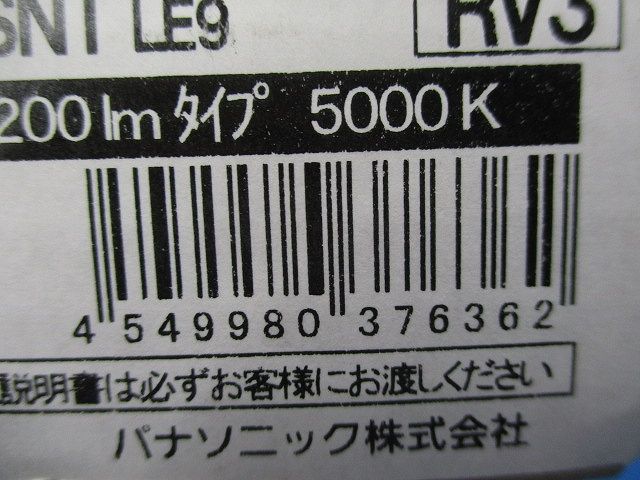 SNT LE9 RV3
200 lm タイプ 5000 K
4 549980 376362
説明書は必ずお客様にお渡しください
パナソニック株式会社